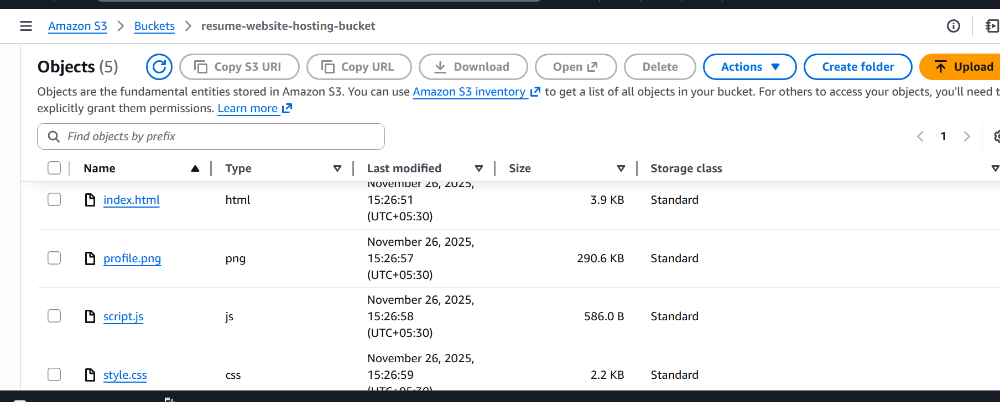 Amazon S3 > Buckets > resume-website-hosting-bucket
Objects (5)
Copy S3 URI
Copy URL
Download
Open
Delete
Actions
Create folder
Upload
Objects are the fundamental entities stored in Amazon S3. You can use Amazon S3 inventory to get a list of all objects in your bucket. For others to access your objects, you'll need
explicitly grant them permissions. Learn more
Find objects by prefix
1
Name Type Last modified Size Storage class
November 26, 2025,
index.html html 15:26:51 3.9 KB Standard
(UTC+05:30)
November 26, 2025,
profile.png png 15:26:57 290.6 KB Standard
(UTC+05:30)
November 26, 2025,
script.js js 15:26:58 586.0 B Standard
(UTC+05:30)
November 26, 2025,
style.css css 15:26:59 2.2 KB Standard
(UTC+05:30)